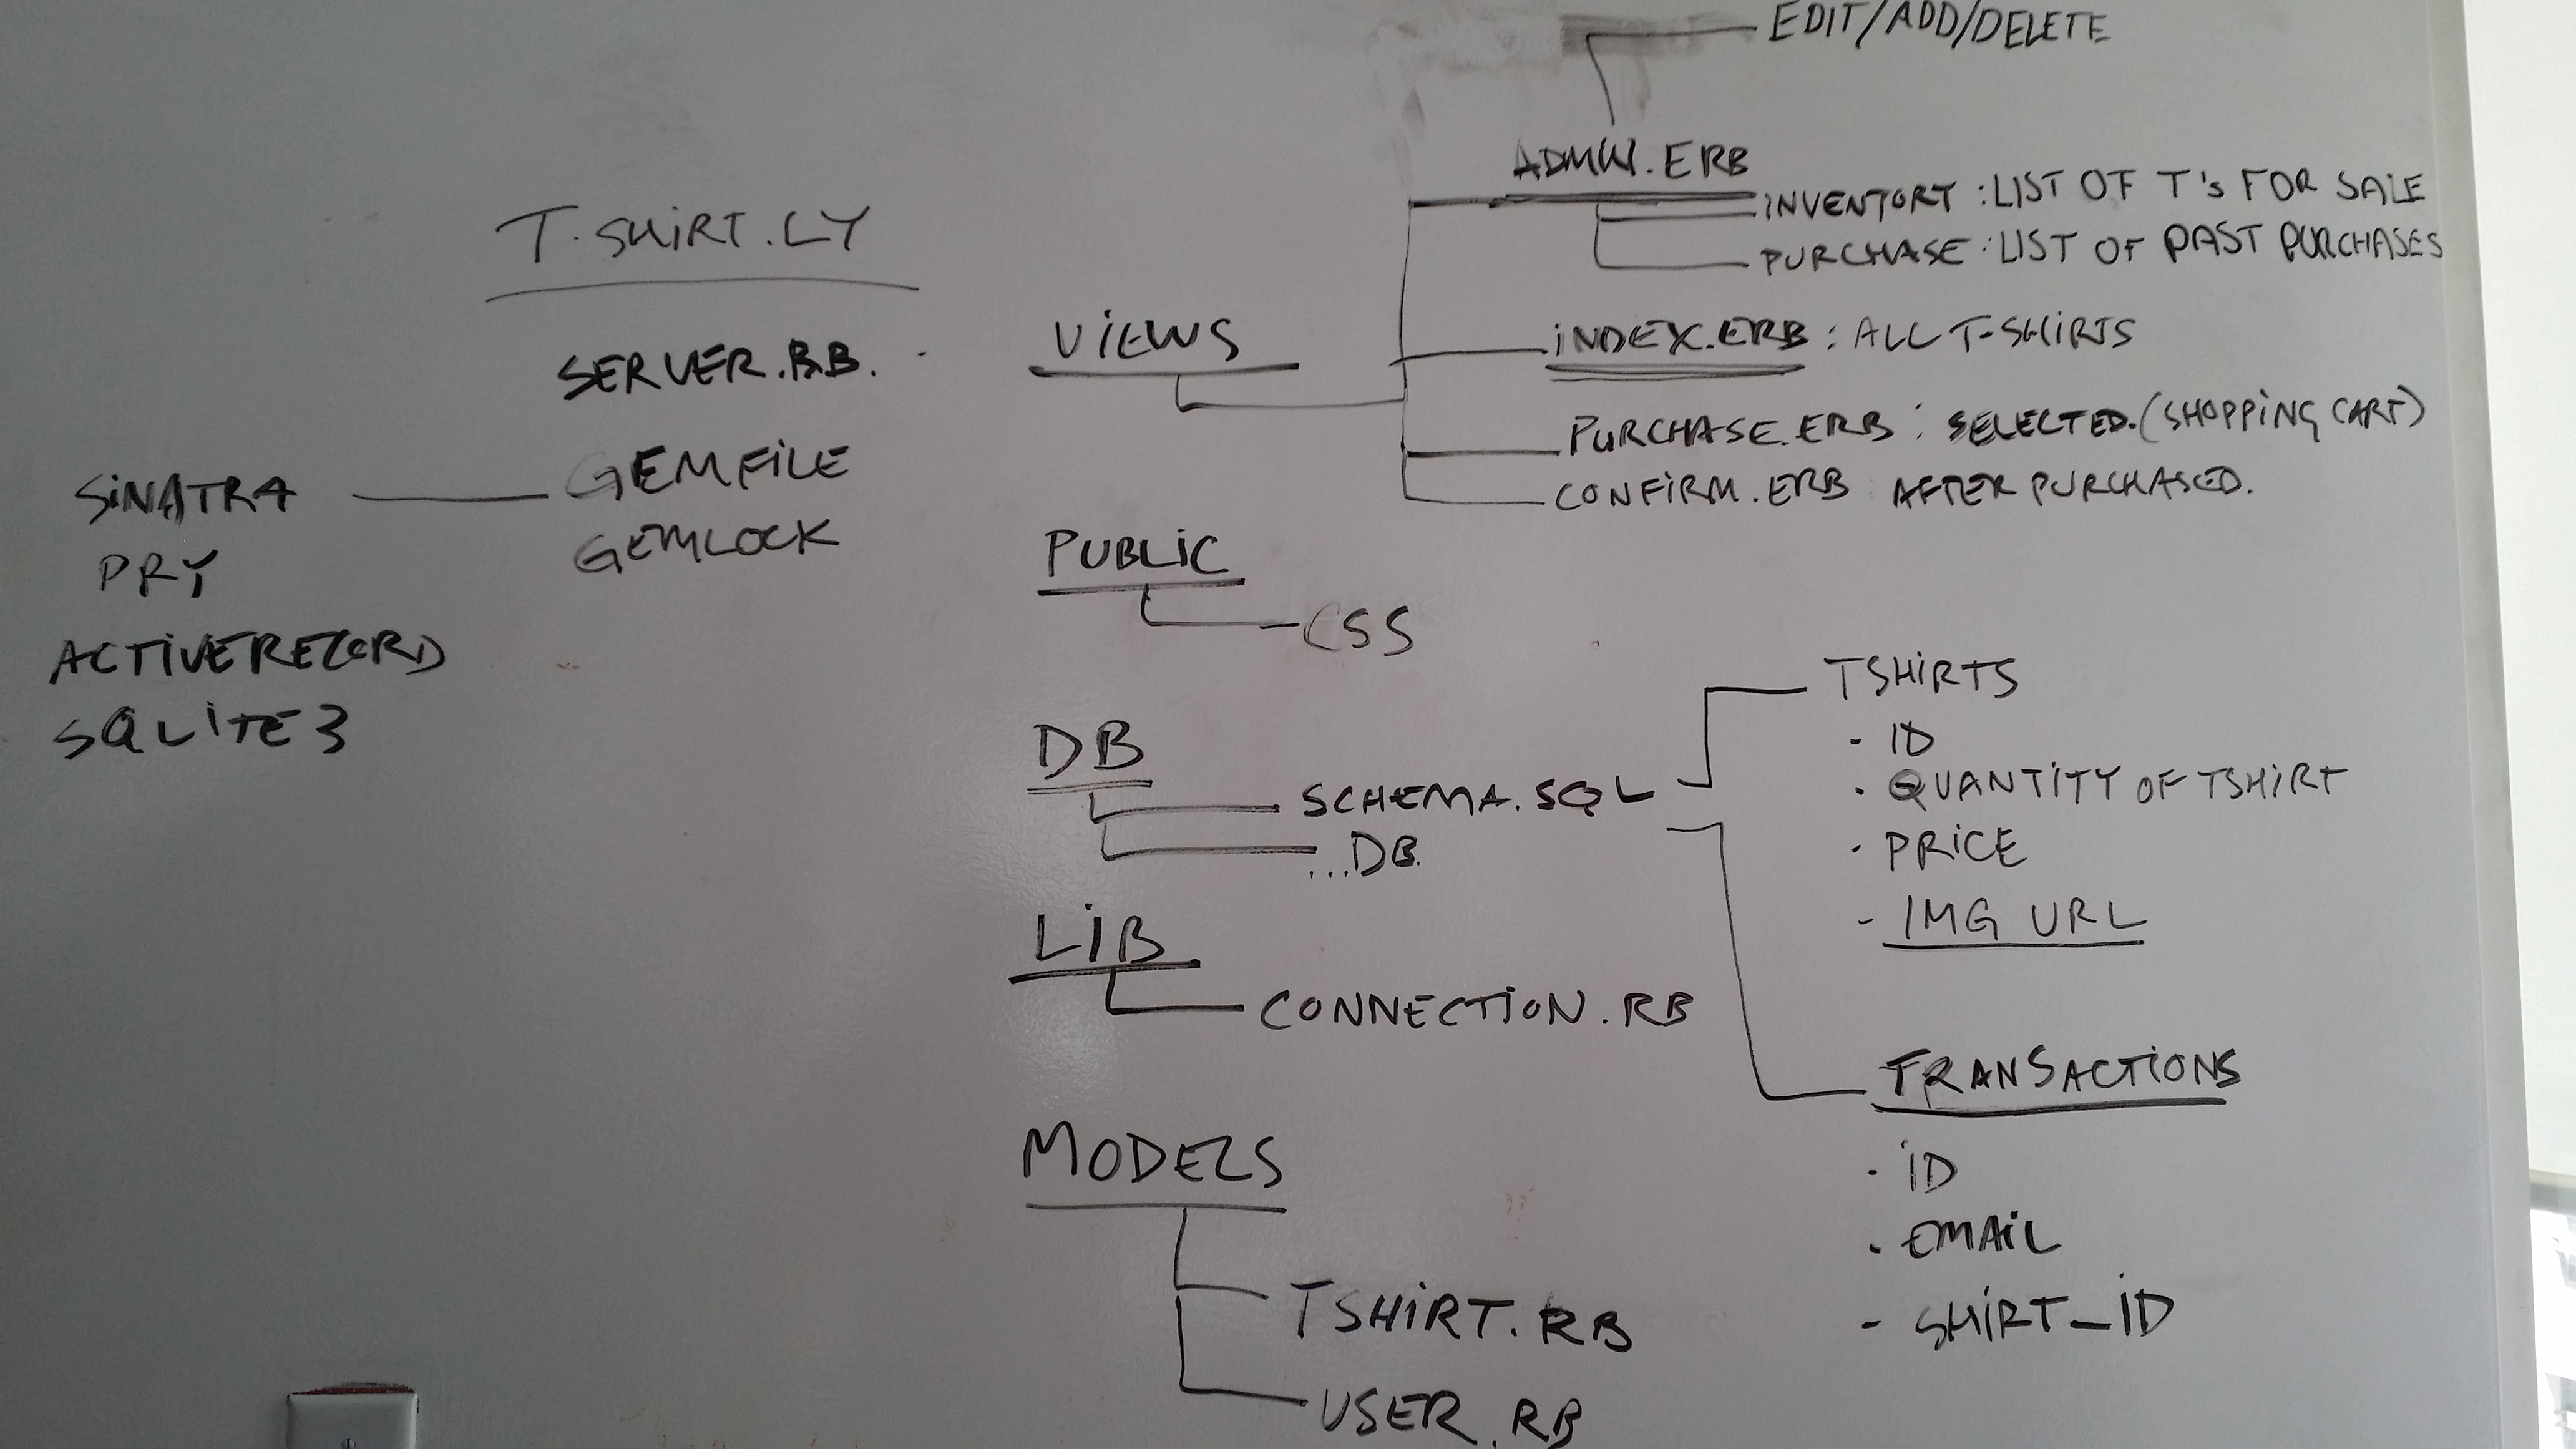 T.SHIRT.LY
SERVER.RB.
GEMFILE
GEMLOCK
SINATRA
PRY
ACTIVERECORD
SQLITE3
VIEWS
EDIT/ADD/DELETE
ADMIN.ERB
INVENTORY : LIST OF T's FOR SALE
PURCHASE : LIST OF PAST PURCHASES
INDEX.ERB : ALL T-SHIRTS
PURCHASE.ERB : SELECTED. (SHOPPING CART)
CONFIRM.ERB : AFTER PURCHASED.
PUBLIC
CSS
DB
SCHEMA.SQL
...DB.
TSHIRTS
- ID
- QUANTITY OF TSHIRT
- PRICE
- IMG URL
TRANSACTIONS
- ID
- EMAIL
- SHIRT_ID
LIB
CONNECTION.RB
MODELS
TSHIRT.RB
USER.RB